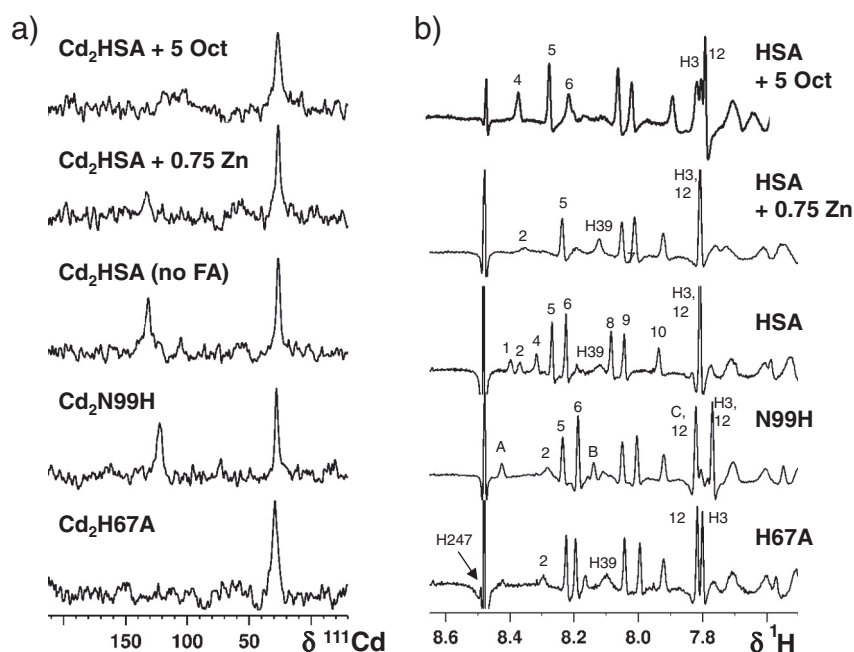 a)
Cd₂HSA + 5 Oct
Cd₂HSA + 0.75 Zn
Cd₂HSA (no FA)
Cd₂N99H
Cd₂H67A
150 100 50
δ ¹¹¹Cd
b)
HSA
+ 5 Oct
4 5 6 H3 12
HSA
+ 0.75 Zn
2 5 H39 7 H3,
12
HSA
1 2 4 5 6 H39 8 9 10 H3,
12
N99H
A 2 5 6 B C,
12 H3,
12
H67A
H247 2 H39 12 H3
8.6 8.4 8.2 8.0 7.8
δ ¹H